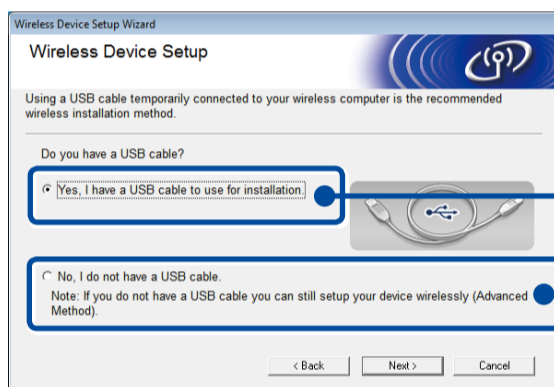 Wireless Device Setup Wizard
Wireless Device Setup
Using a USB cable temporarily connected to your wireless computer is the recommended
wireless installation method.
Do you have a USB cable?
Yes, I have a USB cable to use for installation.
No, I do not have a USB cable.
Note: If you do not have a USB cable you can still setup your device wirelessly (Advanced
Method).
< Back
Next >
Cancel